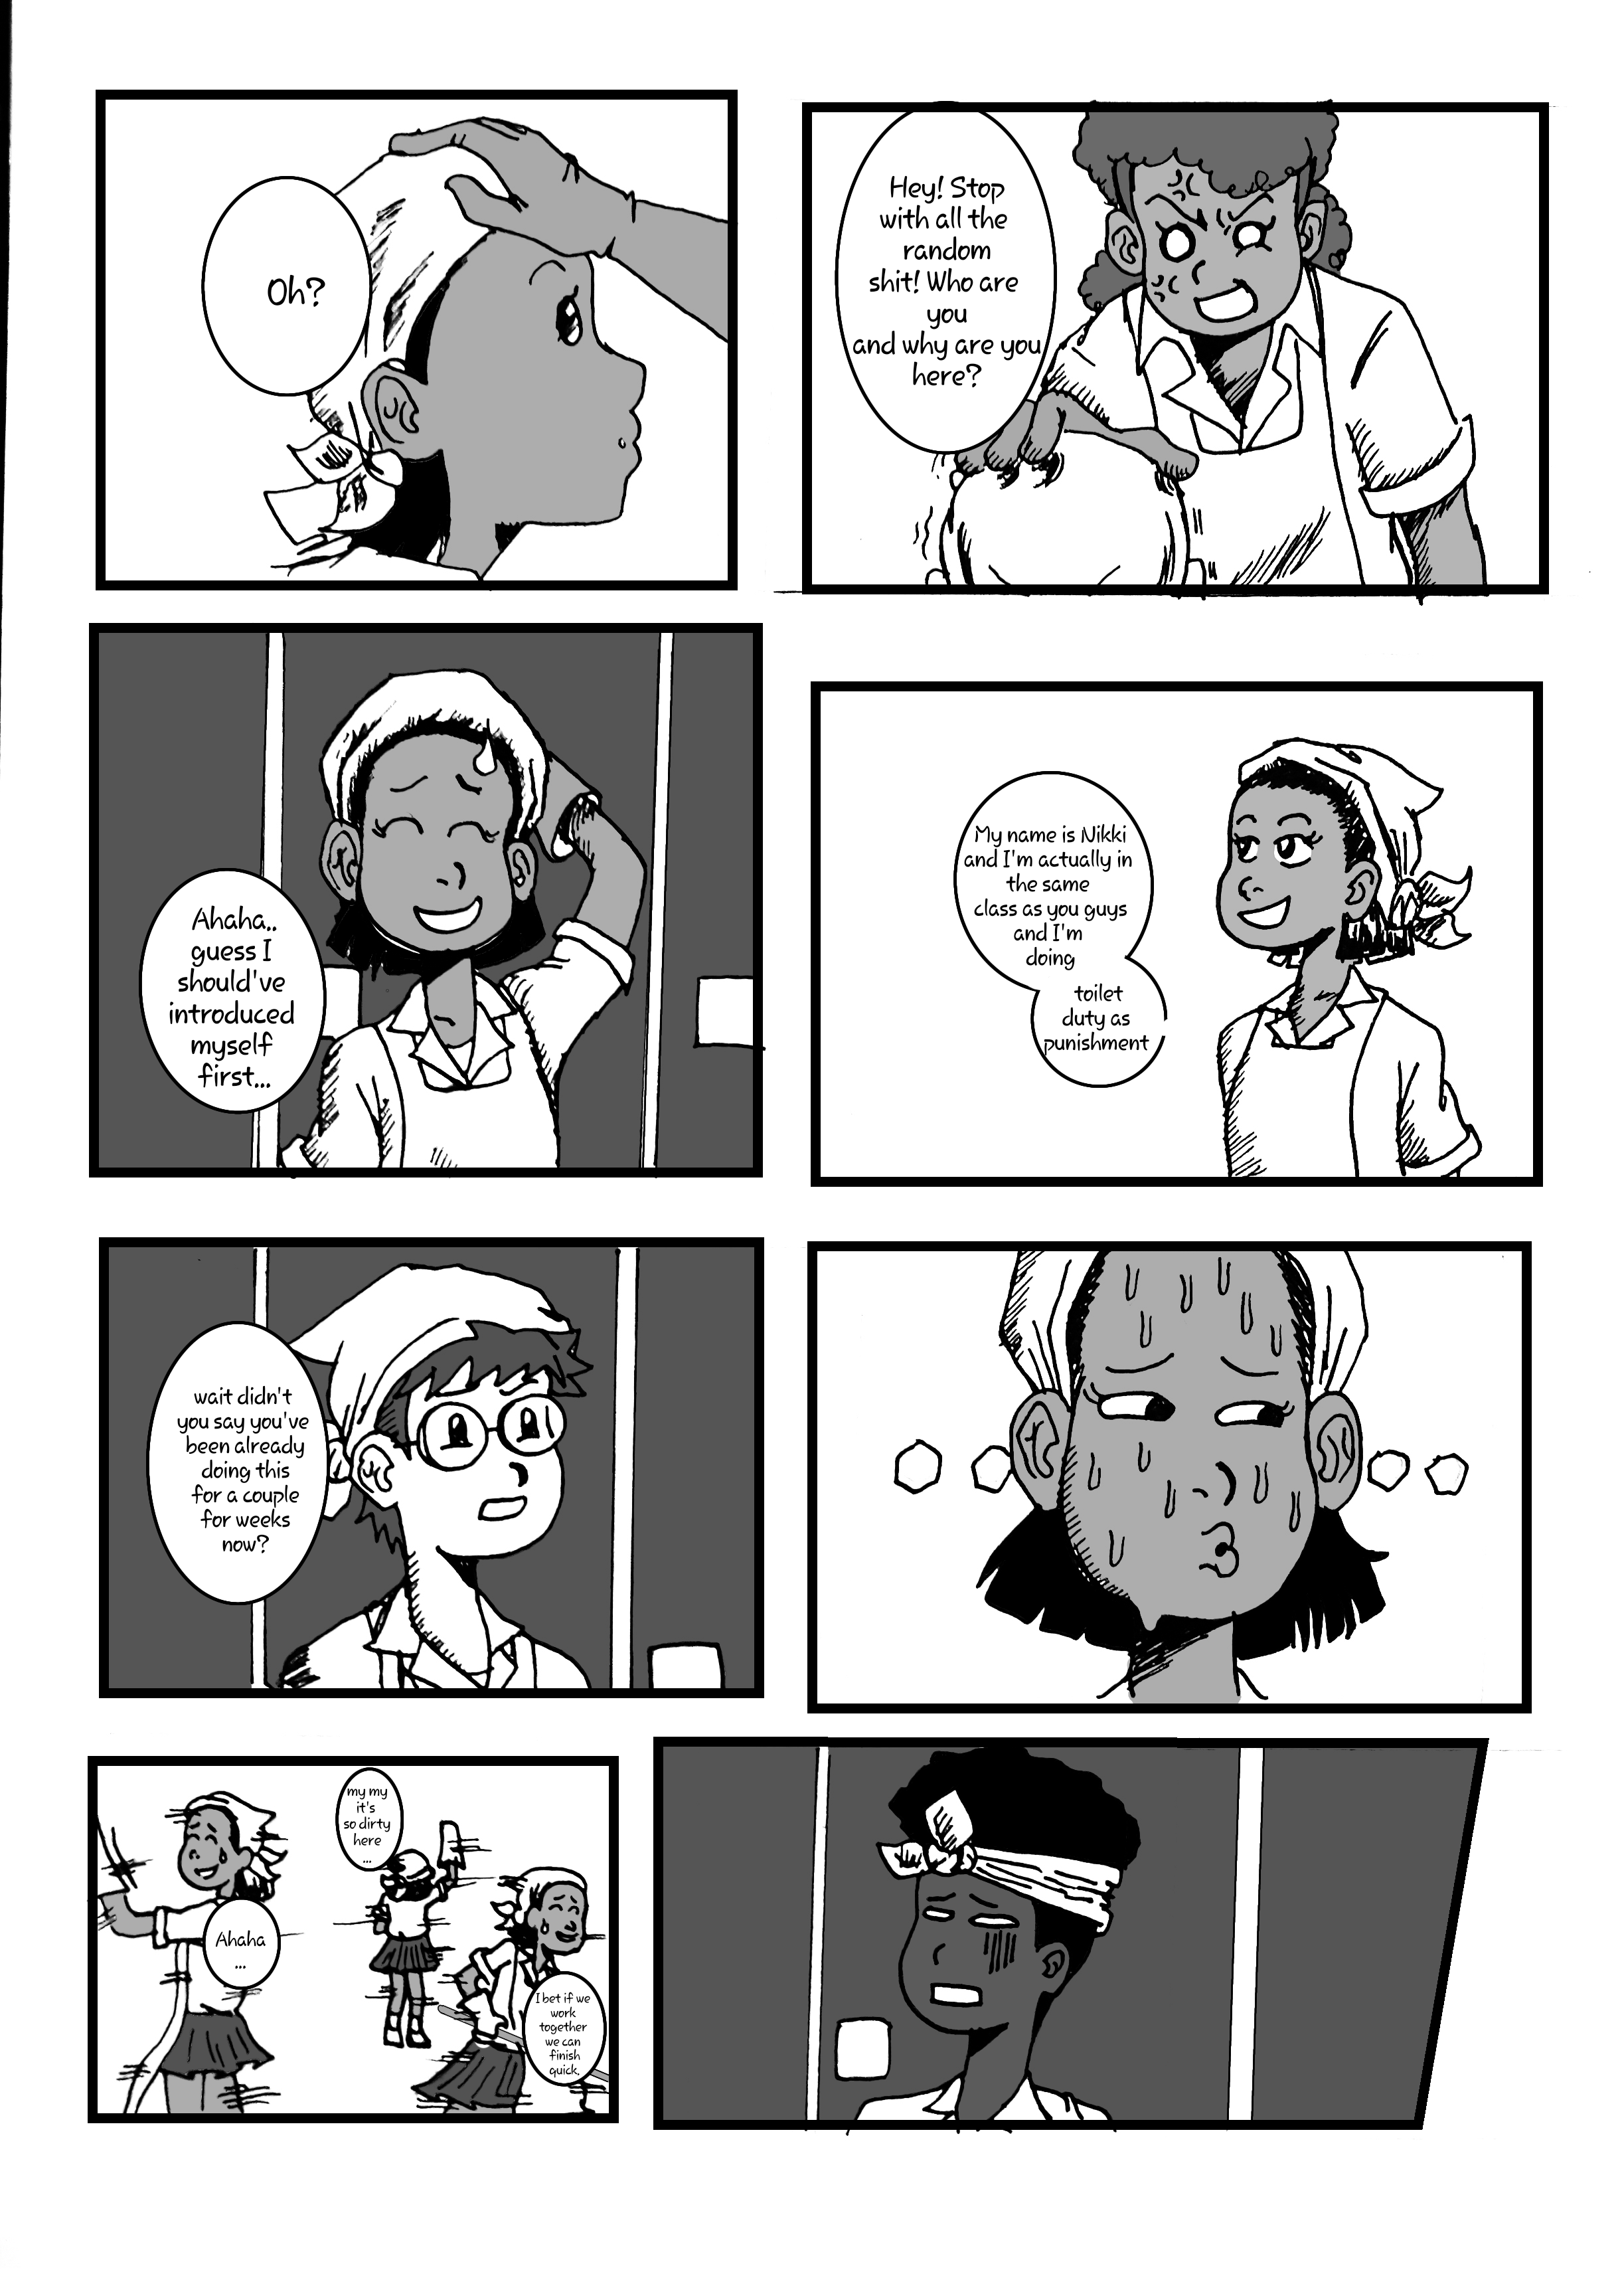 Oh?
Hey! Stop
with all the
random
shit! Who are
you
and why are you
here?
Ahaha..
guess I
should've
introduced
myself
first...
My name is Nikki
and I'm actually in
the same
class as you guys
and I'm
doing
toilet
duty as
punishment
wait didn't
you say you've
been already
doing this
for a couple
for weeks
now?
my my
it's
so dirty
here
...
Ahaha
...
I bet if we
work
together
we can
finish
quick.